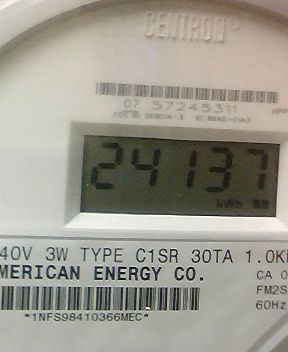 CENTRON®
07 57245311
24137
kWh
40V 3W TYPE C1SR 30TA 1.0K
MERICAN ENERGY CO.
CA 0
FM2S
60Hz
*1NFS98410366MEC*